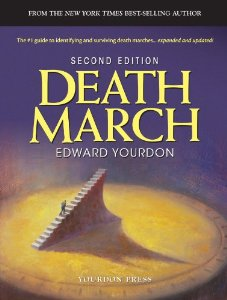 FROM THE NEW YORK TIMES BEST-SELLING AUTHOR
The #1 guide to identifying and surviving death marches... expanded and updated!
SECOND EDITION
DEATH
MARCH
EDWARD YOURDON
YOURDON PRESS